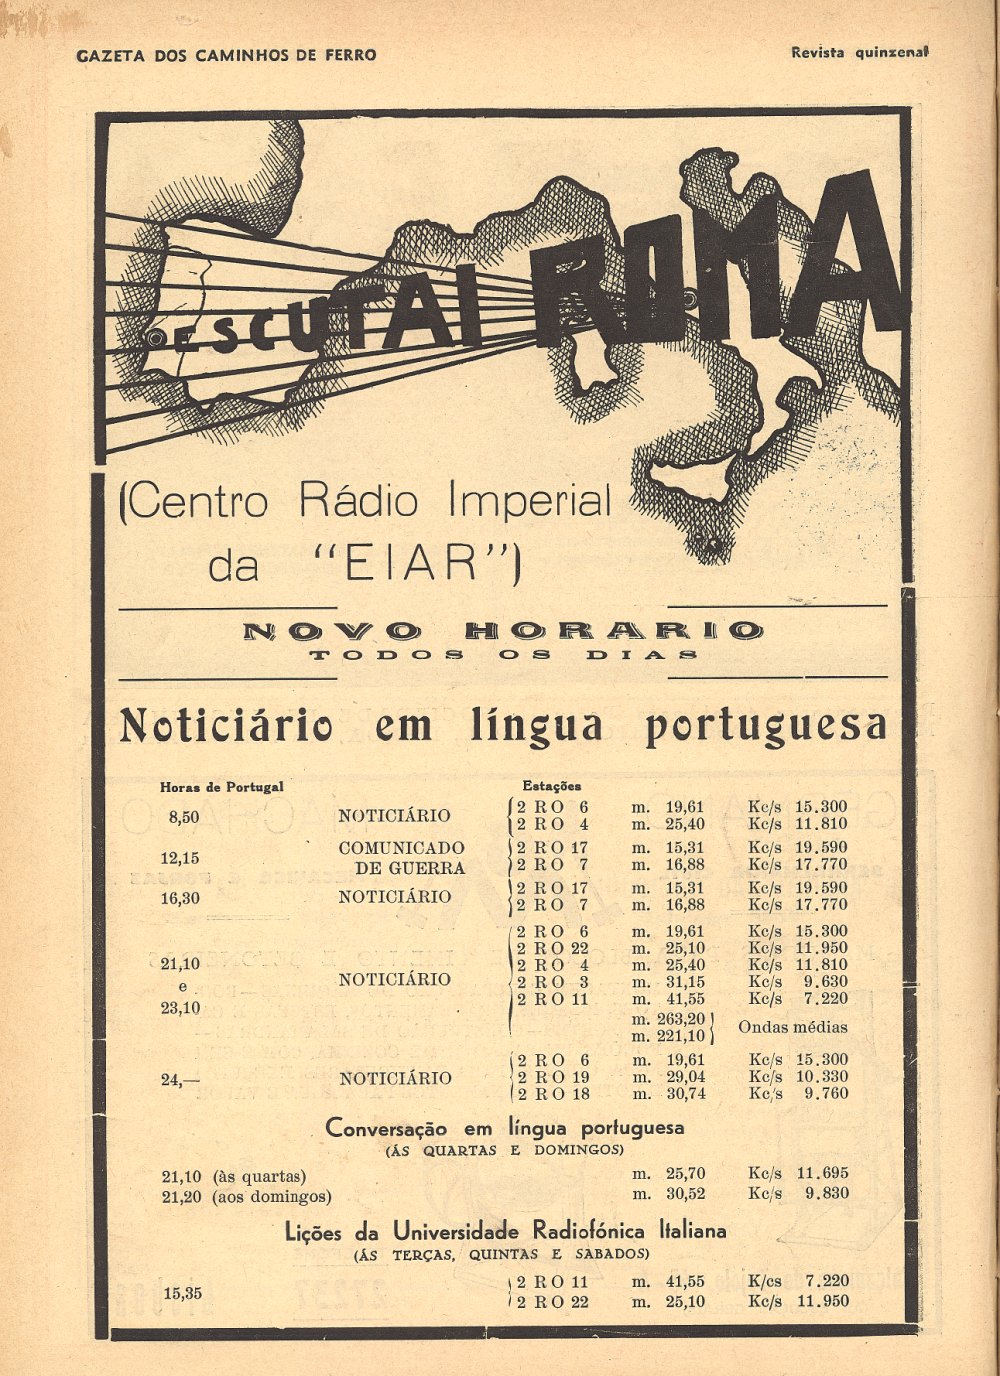 GAZETA DOS CAMINHOS DE FERRO Revista quinzenal
ESCUTAI ROMA
(Centro Rádio Imperial
da "EIAR")
NOVO HORARIO
TODOS OS DIAS
Noticiário em língua portuguesa
Horas de Portugal Estações
8,50 NOTICIÁRIO 2 RO 6 m. 19,61 Kc/s 15.300
2 RO 4 m. 25,40 Kc/s 11.810
12,15 COMUNICADO DE GUERRA 2 RO 17 m. 15,31 Kc/s 19.590
2 RO 7 m. 16,88 Kc/s 17.770
16,30 NOTICIÁRIO 2 RO 17 m. 15,31 Kc/s 19.590
2 RO 7 m. 16,88 Kc/s 17.770
21,10 e 23,10 NOTICIÁRIO 2 RO 6 m. 19,61 Kc/s 15.300
2 RO 22 m. 25,10 Kc/s 11.950
2 RO 4 m. 25,40 Kc/s 11.810
2 RO 3 m. 31,15 Kc/s 9.630
2 RO 11 m. 41,55 Kc/s 7.220
m. 263,20
m. 221,10 Ondas médias
24,— NOTICIÁRIO 2 RO 6 m. 19,61 Kc/s 15.300
2 RO 19 m. 29,04 Kc/s 10.330
2 RO 18 m. 30,74 Kc/s 9.760
Conversação em língua portuguesa
(ÁS QUARTAS E DOMINGOS)
21,10 (às quartas) m. 25,70 Kc/s 11.695
21,20 (aos domingos) m. 30,52 Kc/s 9.830
Lições da Universidade Radiofónica Italiana
(ÁS TERÇAS, QUINTAS E SABADOS)
15,35 2 RO 11 m. 41,55 K/cs 7.220
2 RO 22 m. 25,10 Kc/s 11.950